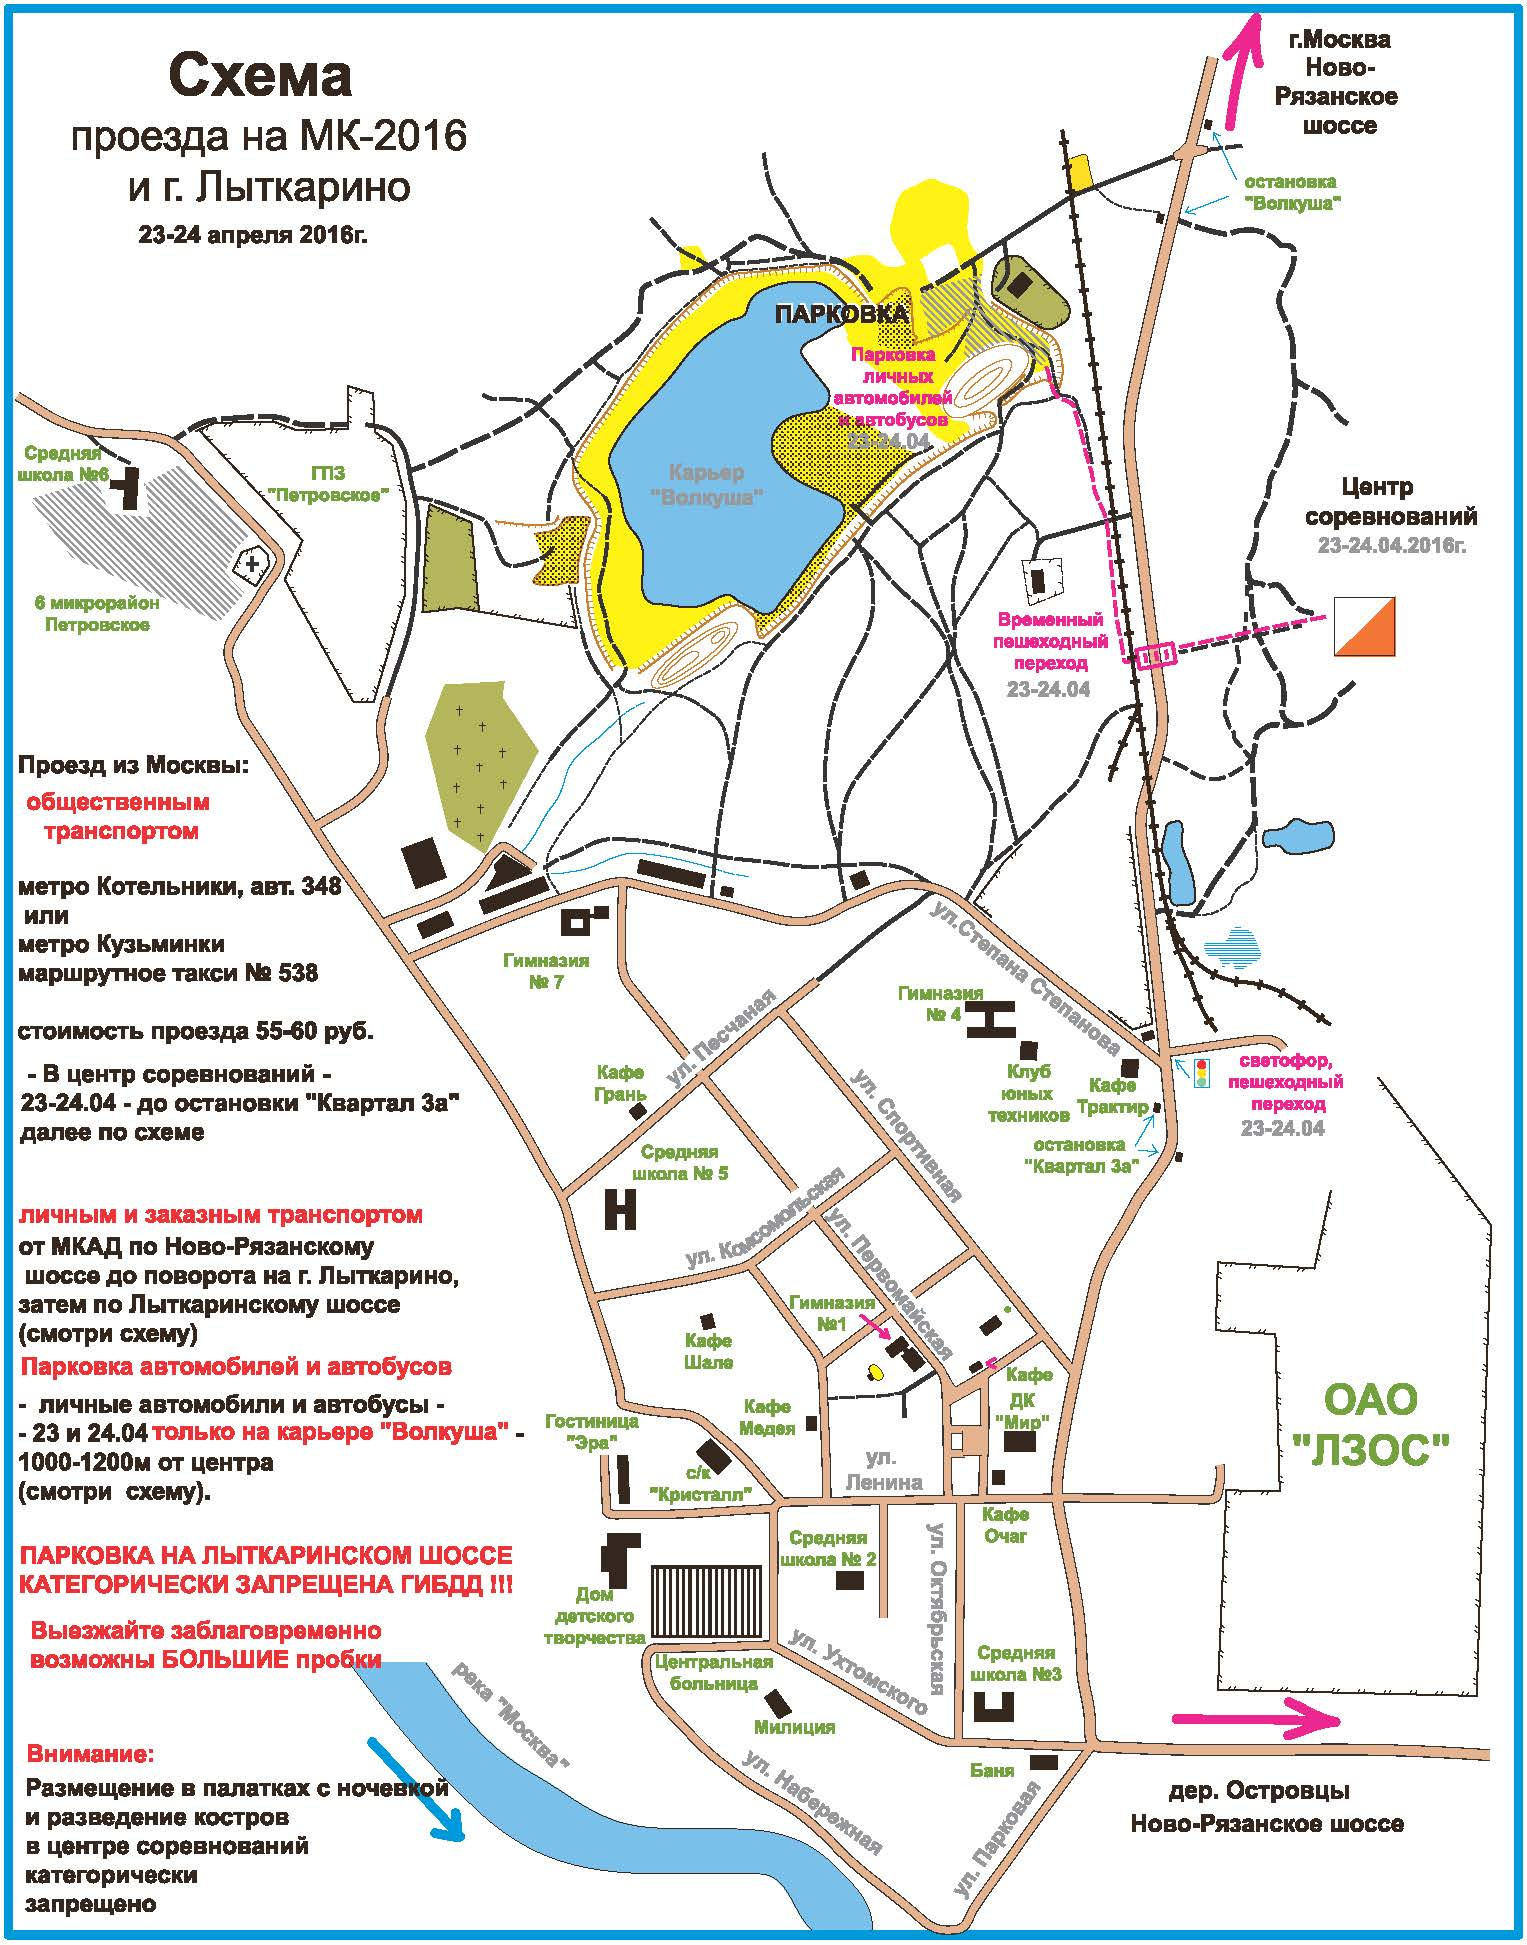 Схема
проезда на МК-2016
и г. Лыткарино
23-24 апреля 2016г.
г.Москва
Ново-
Рязанское
шоссе
остановка
"Волкуша"
ПАРКОВКА
Парковка
личных
автомобилей
и автобусов
23-24.04
Карьер
"Волкуша"
Средняя
школа №6
ГПЗ
"Петровское"
6 микрорайон
Петровское
Центр
соревнований
23-24.04.2016г.
Временный
пешеходный
переход
23-24.04
Проезд из Москвы:
общественным
транспортом
метро Котельники, авт. 348
или
метро Кузьминки
маршрутное такси № 538
стоимость проезда 55-60 руб.
- В центр соревнований -
23-24.04 - до остановки "Квартал 3а"
далее по схеме
личным и заказным транспортом
от МКАД по Ново-Рязанскому
шоссе до поворота на г. Лыткарино,
затем по Лыткаринскому шоссе
(смотри схему)
Парковка автомобилей и автобусов
- личные автомобили и автобусы -
- 23 и 24.04 только на карьере "Волкуша" -
1000-1200м от центра
(смотри схему).
ПАРКОВКА НА ЛЫТКАРИНСКОМ ШОССЕ
КАТЕГОРИЧЕСКИ ЗАПРЕЩЕНА ГИБДД !!!
Выезжайте заблаговременно
возможны БОЛЬШИЕ пробки
Внимание:
Размещение в палатках с ночевкой
и разведение костров
в центре соревнований
категорически
запрещено
Гимназия
№ 7
ул.Степана Степанова
Гимназия
№ 4
ул. Песчаная
Кафе
Грань
Клуб
юных
техников
Кафе
Трактир
светофор,
пешеходный
переход
23-24.04
остановка
"Квартал 3а"
ул. Спортивная
Средняя
школа № 5
ул. Комсомольская
ул. Первомайская
Гимназия
№1
Кафе
Шале
Кафе
Медея
Кафе
ДК
"Мир"
Гостиница
"Эра"
с/к
"Кристалл"
ул.
Ленина
ОАО
"ЛЗОС"
Кафе
Очаг
Средняя
школа № 2
ул. Октябрьская
Дом
детского
творчества
Центральная
больница
ул. Ухтомского
Средняя
школа №3
Милиция
река "Москва"
ул. Набережная
Баня
ул. Парковая
дер. Островцы
Ново-Рязанское шоссе